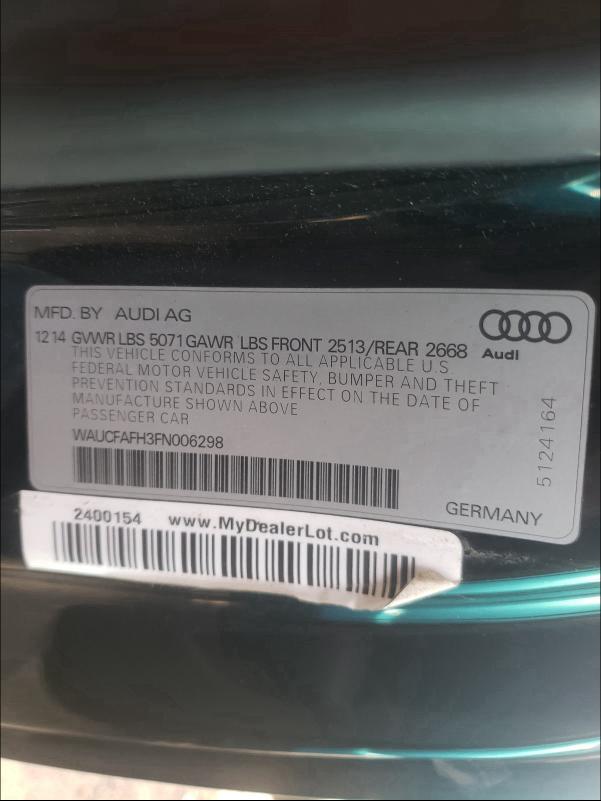 MFD. BY AUDI AG
12 14 GVWR LBS 5071 GAWR LBS FRONT 2513/REAR 2668
Audi
THIS VEHICLE CONFORMS TO ALL APPLICABLE U.S
FEDERAL MOTOR VEHICLE SAFETY, BUMPER AND THEFT
PREVENTION STANDARDS IN EFFECT ON THE DATE OF
MANUFACTURE SHOWN ABOVE
PASSENGER CAR
WAUCFAFH3FN006298
5124164
GERMANY
2400154 www.MyDealerLot.com